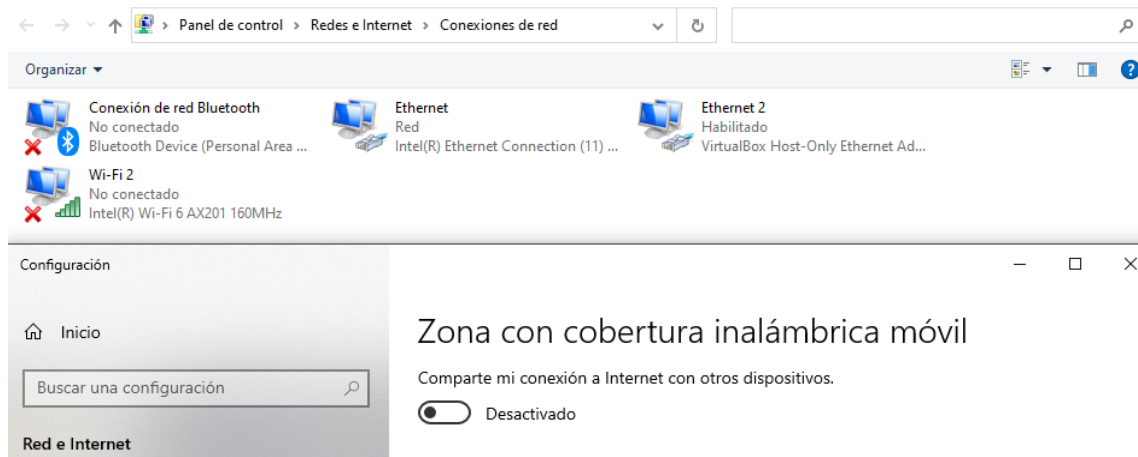 Panel de control > Redes e Internet > Conexiones de red
Organizar
Conexión de red Bluetooth
No conectado
Bluetooth Device (Personal Area ...
Ethernet
Red
Intel(R) Ethernet Connection (11) ...
Ethernet 2
Habilitado
VirtualBox Host-Only Ethernet Ad...
Wi-Fi 2
No conectado
Intel(R) Wi-Fi 6 AX201 160MHz
Configuración
Inicio
Buscar una configuración
Red e Internet
Zona con cobertura inalámbrica móvil
Comparte mi conexión a Internet con otros dispositivos.
Desactivado